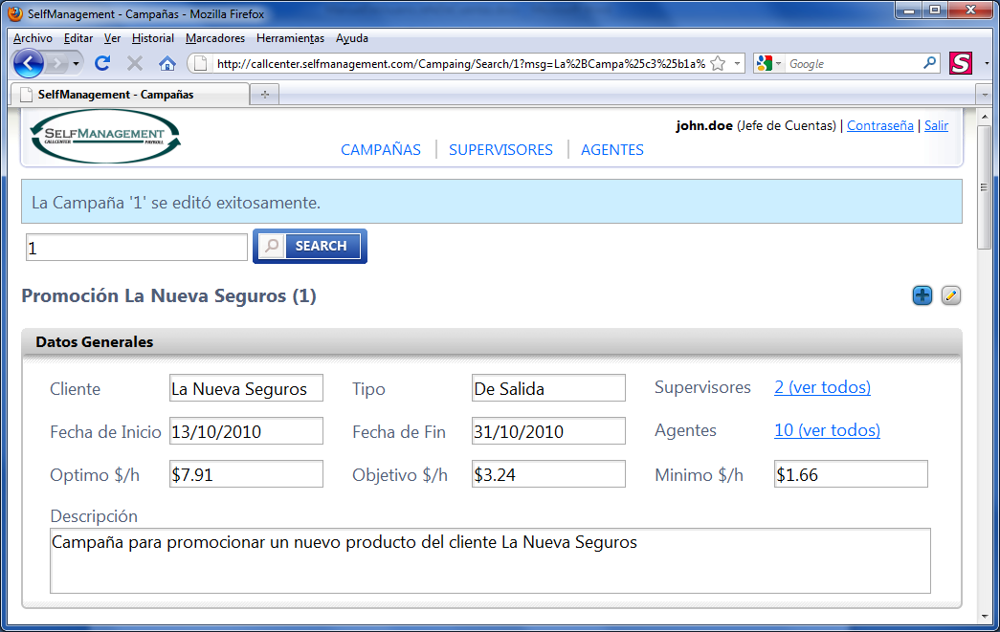 SelfManagement - Campañas - Mozilla Firefox
Archivo Editar Ver Historial Marcadores Herramientas Ayuda
http://callcenter.selfmanagement.com/Campaing/Search/1?msg=La%2BCampa%25c3%25b1a% Google S
SelfManagement - Campañas
SELFMANAGEMENT
CALLCENTER PAYROLL
john.doe (Jefe de Cuentas) | Contraseña | Salir
CAMPAÑAS SUPERVISORES AGENTES
La Campaña '1' se editó exitosamente.
1 SEARCH
Promoción La Nueva Seguros (1)
Datos Generales
Cliente La Nueva Seguros Tipo De Salida Supervisores 2 (ver todos)
Fecha de Inicio 13/10/2010 Fecha de Fin 31/10/2010 Agentes 10 (ver todos)
Optimo $/h $7.91 Objetivo $/h $3.24 Minimo $/h $1.66
Descripción
Campaña para promocionar un nuevo producto del cliente La Nueva Seguros